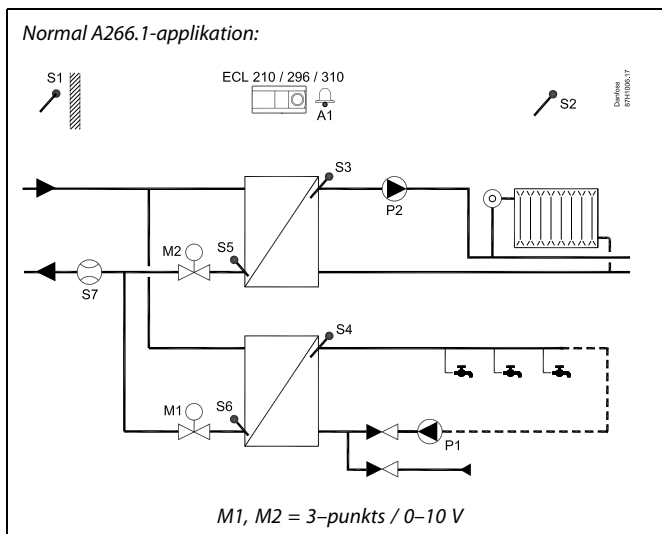 Normal A266.1-applikation:
S1
ECL 210 / 296 / 310
A1
S2
Danfoss
87H1006.17
S3
P2
M2
S5
S7
S4
M1
S6
P1
M1, M2 = 3–punkts / 0–10 V